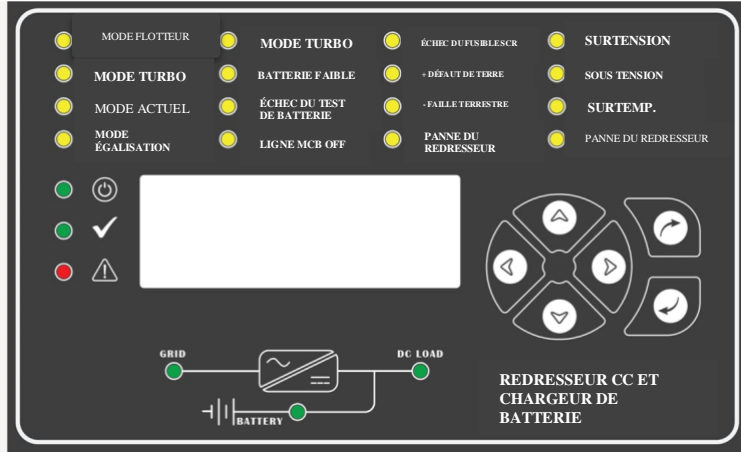 MODE FLOTTEUR
MODE TURBO
ÉCHEC DU FUSIBLE SCR
SURTENSION
MODE TURBO
BATTERIE FAIBLE
+ DÉFAUT DE TERRE
SOUS TENSION
MODE ACTUEL
ÉCHEC DU TEST
DE BATTERIE
- FAILLE TERRESTRE
SURTEMP.
MODE
ÉGALISATION
LIGNE MCB OFF
PANNE DU
REDRESSEUR
PANNE DU REDRESSEUR
GRID
DC LOAD
BATTERY
REDRESSEUR CC ET
CHARGEUR DE
BATTERIE